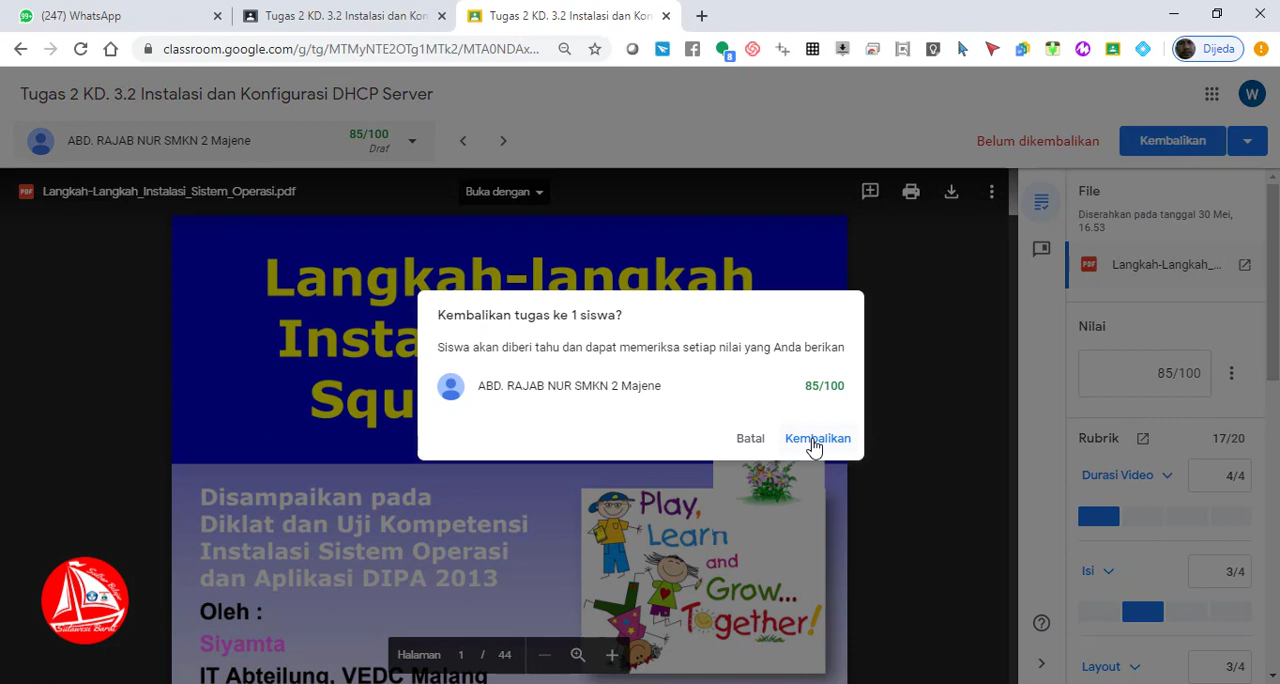 (247) WhatsApp
Tugas 2 KD. 3.2 Instalasi dan Kon
Tugas 2 KD. 3.2 Instalasi dan Kon
classroom.google.com/g/tg/MTMyNTE2OTg1MTk2/MTA0NDAx...
8
Dijeda
Tugas 2 KD. 3.2 Instalasi dan Konfigurasi DHCP Server
W
ABD. RAJAB NUR SMKN 2 Majene
85/100
Draf
Belum dikembalikan
Kembalikan
PDF
Langkah-Langkah_Instalasi_Sistem_Operasi.pdf
Buka dengan
File
Diserahkan pada tanggal 30 Mei,
16.53
PDF
Langkah-Langkah_...
Nilai
85/100
Rubrik
17/20
Durasi Video
4/4
Isi
3/4
Layout
3/4
Langkah-langkah
Inst
Squ
Kembalikan tugas ke 1 siswa?
Siswa akan diberi tahu dan dapat memeriksa setiap nilai yang Anda berikan
ABD. RAJAB NUR SMKN 2 Majene
85/100
Batal
Kembalikan
Disampaikan pada
Diklat dan Uji Kompetensi
Instalasi Sistem Operasi
dan Aplikasi DIPA 2013
Oleh :
Siyamta
IT Abteilung, VEDC Malang
Play,
Learn
and
Grow...
Together!
Halaman 1 / 44
Sulawesi Barat